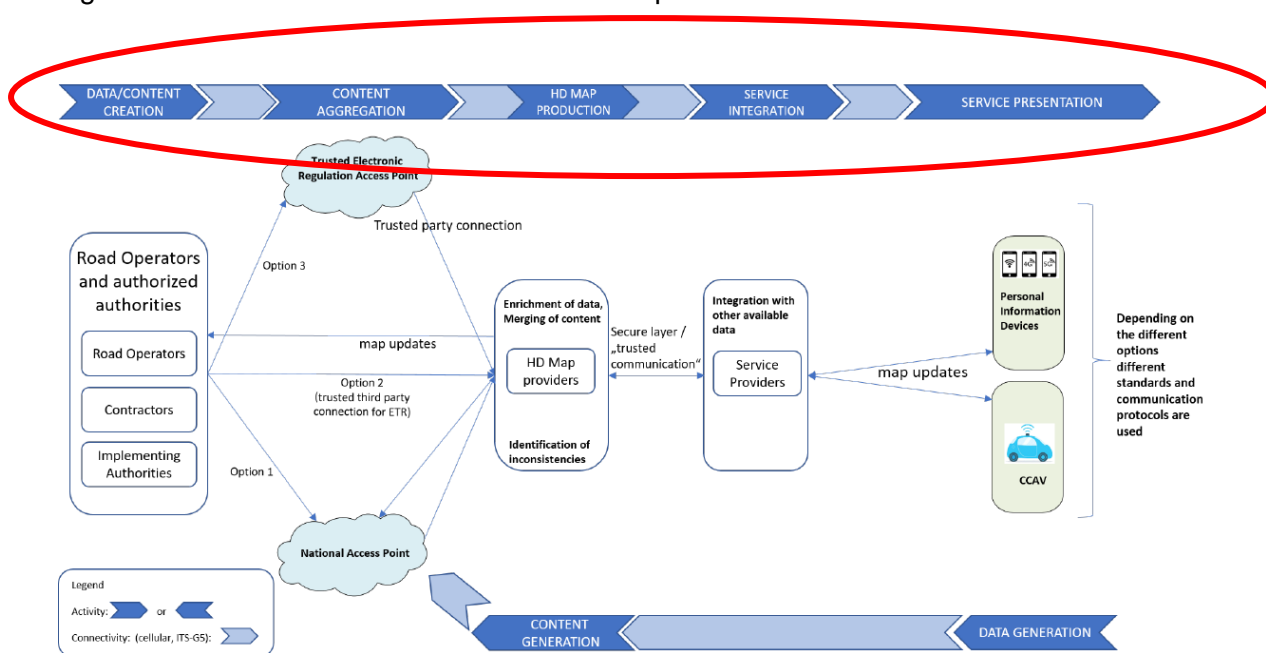 DATA/CONTENT
CREATION
CONTENT
AGGREGATION
HD MAP
PRODUCTION
SERVICE
INTEGRATION
SERVICE PRESENTATION
Trusted Electronic
Regulation Access Point
Trusted party connection
Road Operators
and authorized
authorities
Road Operators
Contractors
Implementing
Authorities
Option 3
map updates
Option 2
(trusted third party
connection for ETR)
Option 1
Enrichment of data,
Merging of content
HD Map
providers
Identification of
inconsistencies
Secure layer /
„trusted
communication“
Integration with
other available
data
Service
Providers
map updates
4G
5G
Personal
Information
Devices
CCAV
Depending on
the different
options
different
standards and
communication
protocols are
used
National Access Point
Legend
Activity:
or
Connectivity: (cellular, ITS-G5):
CONTENT
GENERATION
DATA GENERATION